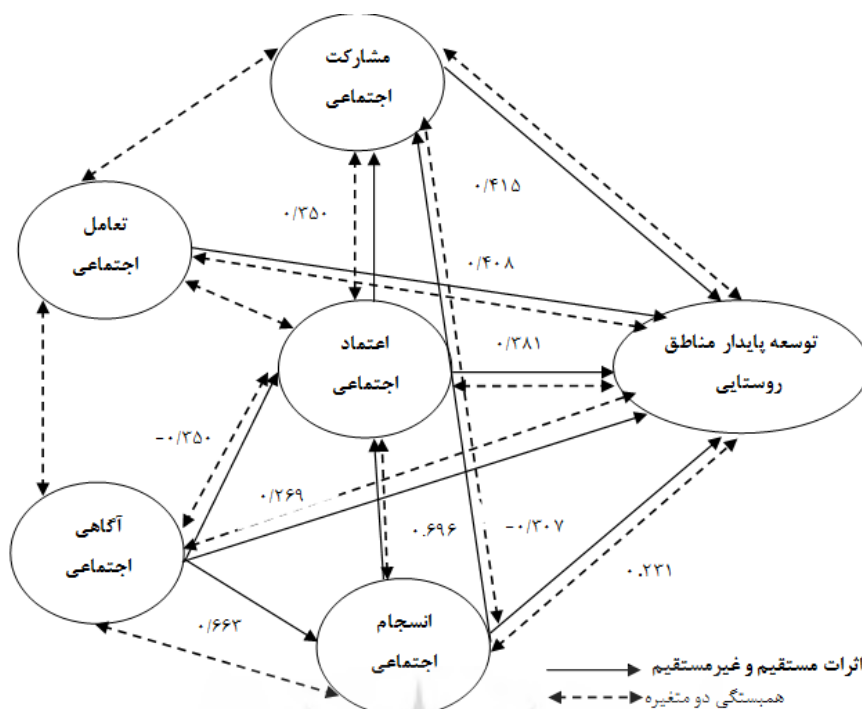 مشارکت
اجتماعی
۰/۴۱۵
۰/۳۵۰
تعامل
اجتماعی
۰/۴۰۸
اعتماد
اجتماعی
۰/۳۸۱
توسعه پایدار مناطق
روستایی
-۰/۳۵۰
۰/۲۶۹
آگاهی
اجتماعی
۰.۶۹۶
-۰/۳۰۷
۰.۲۳۱
۰/۶۶۳
انسجام
اجتماعی
اثرات مستقیم و غیرمستقیم
همبستگی دو متغیره